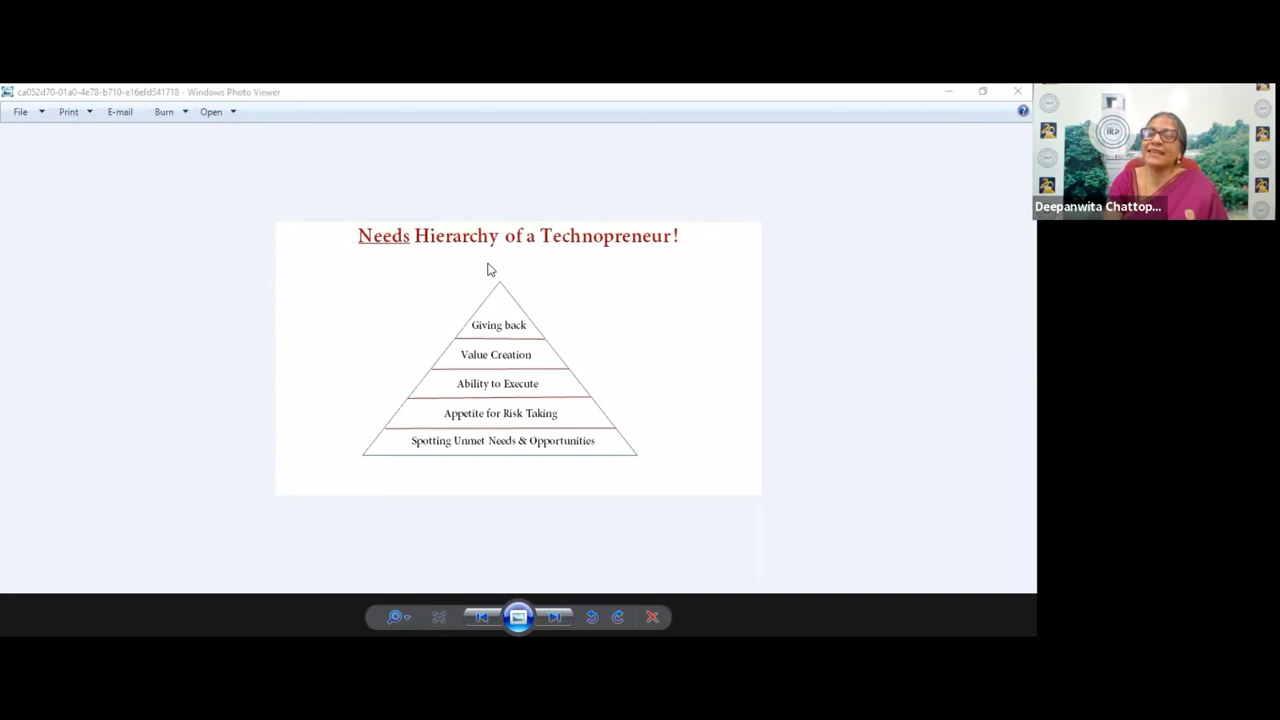 ca052d70-01a0-4e78-b710-e16efd541718 - Windows Photo Viewer
File Print E-mail Burn Open
IKP
Deepanwita Chattop...
Needs Hierarchy of a Technopreneur!
Giving back
Value Creation
Ability to Execute
Appetite for Risk Taking
Spotting Unmet Needs & Opportunities